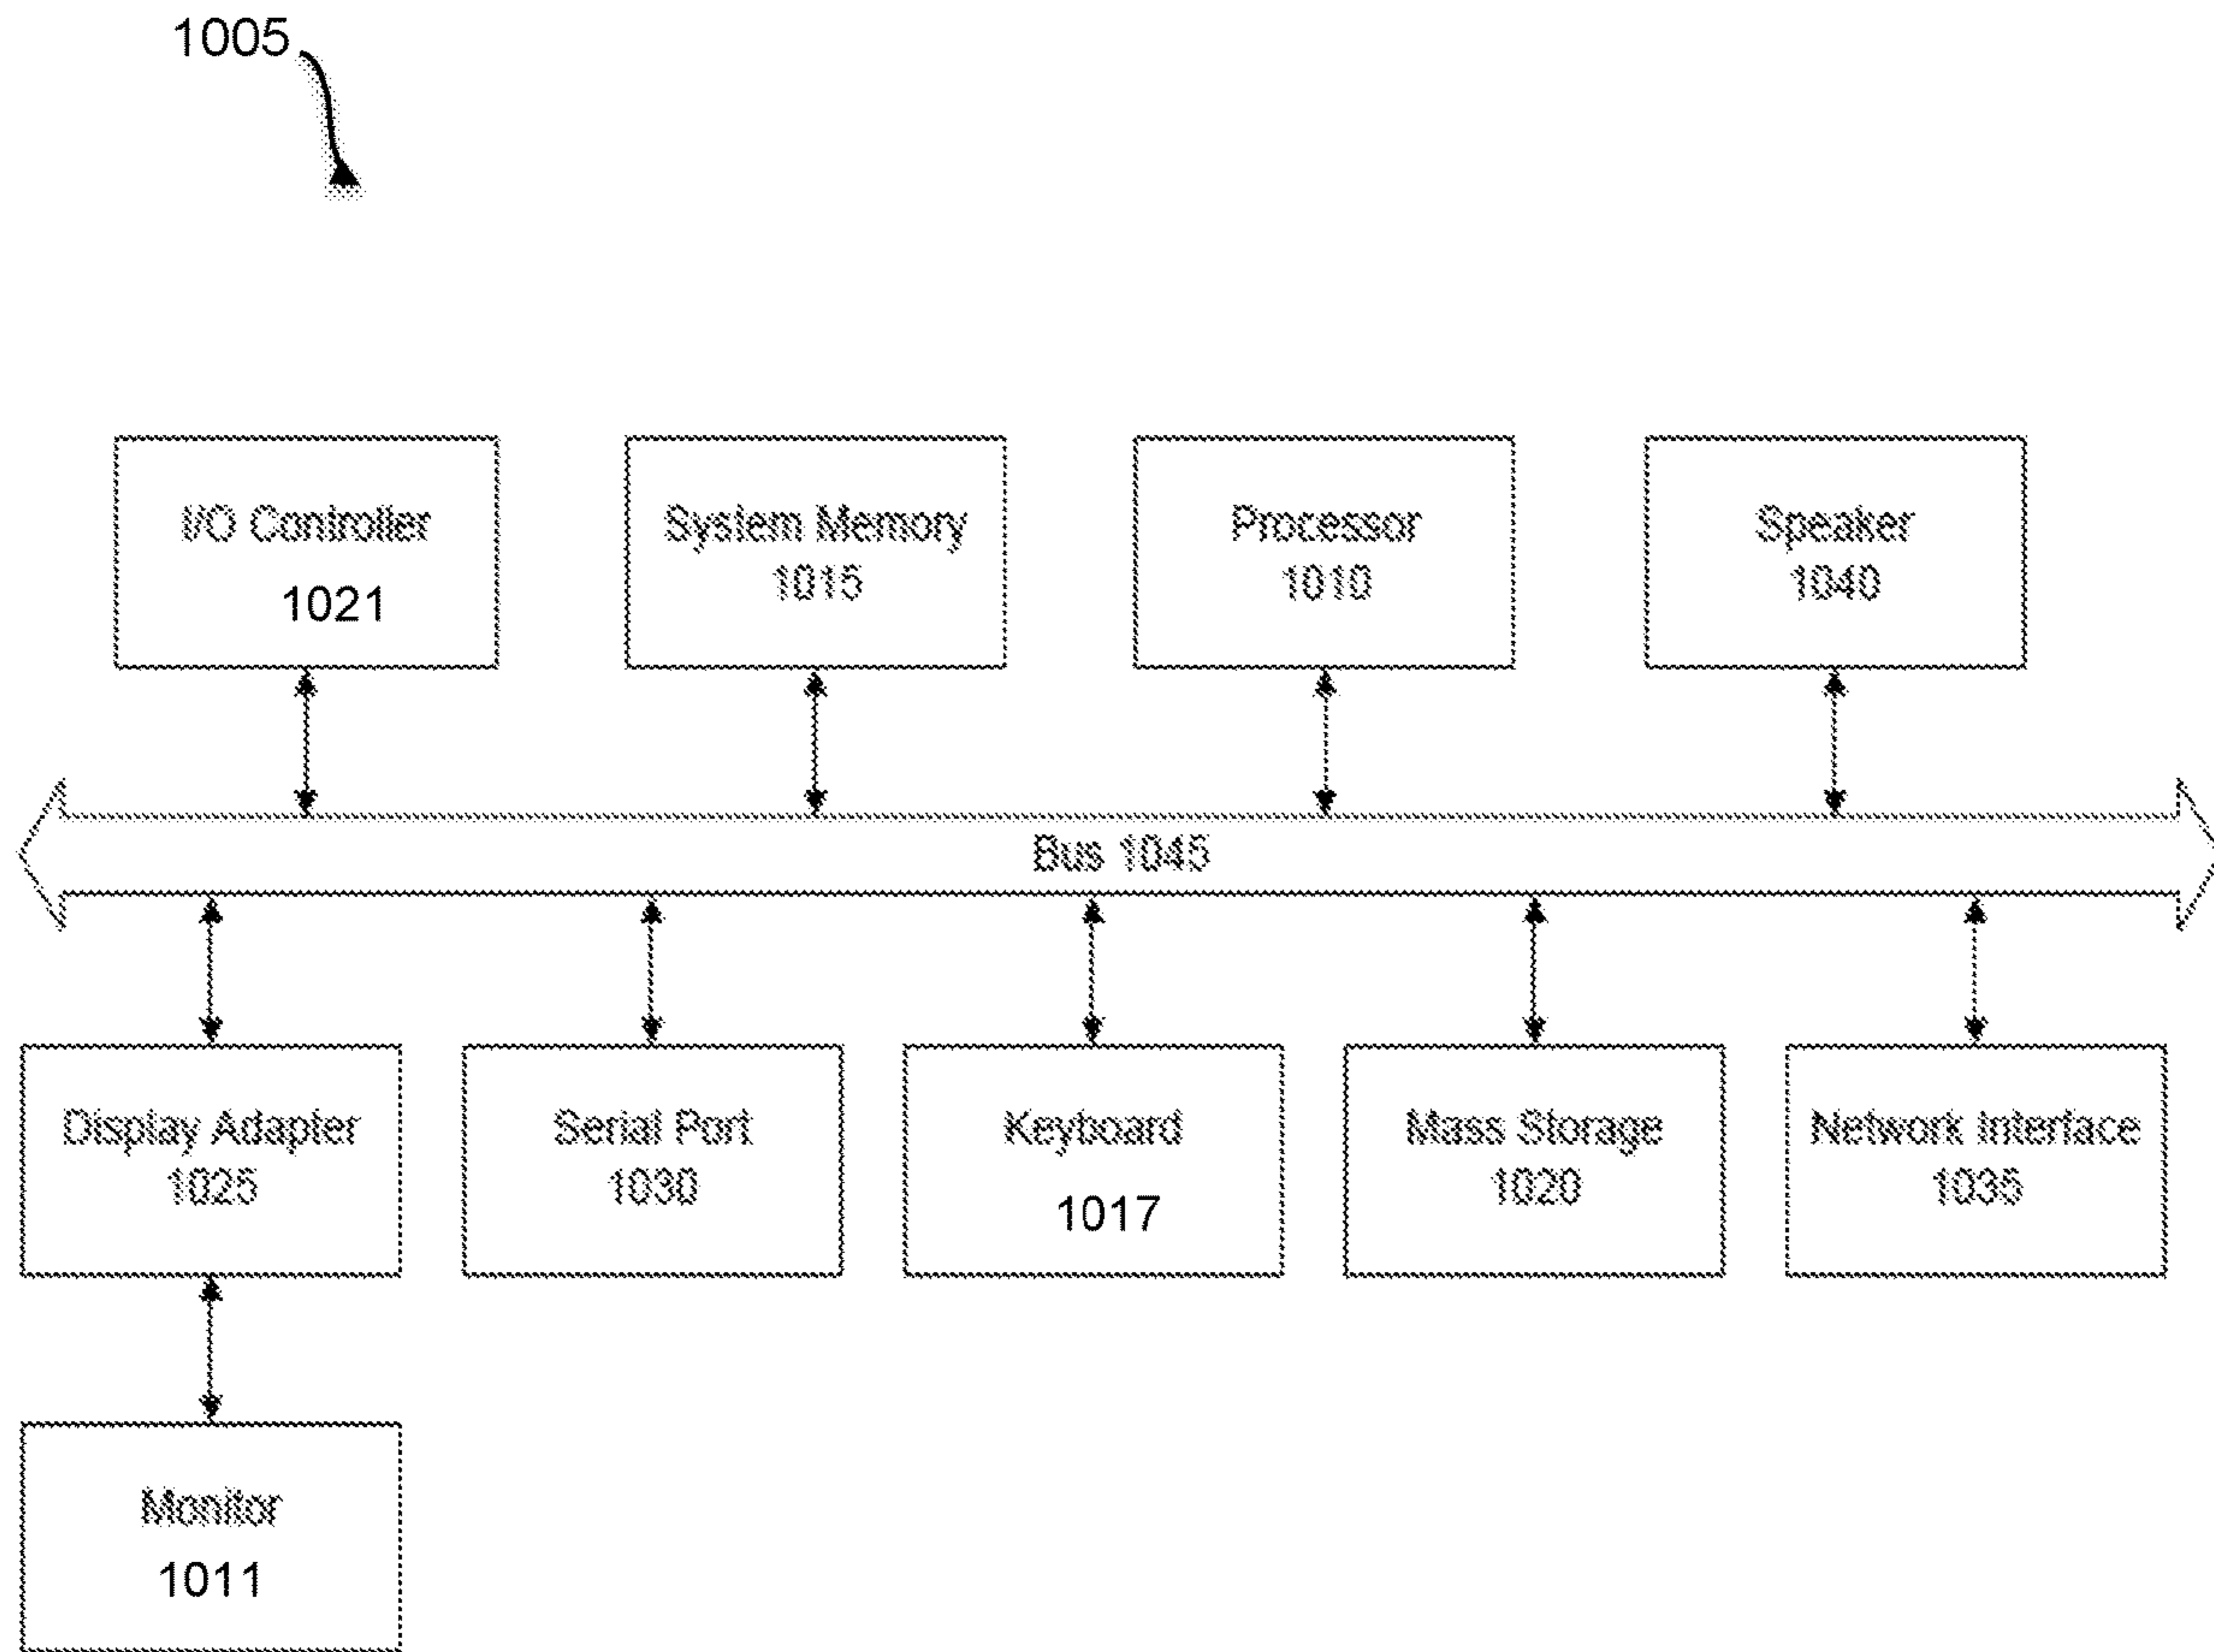 1005
I/O Controller
1021
System Memory
1015
Processor
1010
Speaker
1040
Bus 1045
Display Adapter
1025
Serial Port
1030
Keyboard
1017
Mass Storage
1020
Network Interface
1035
Monitor
1011